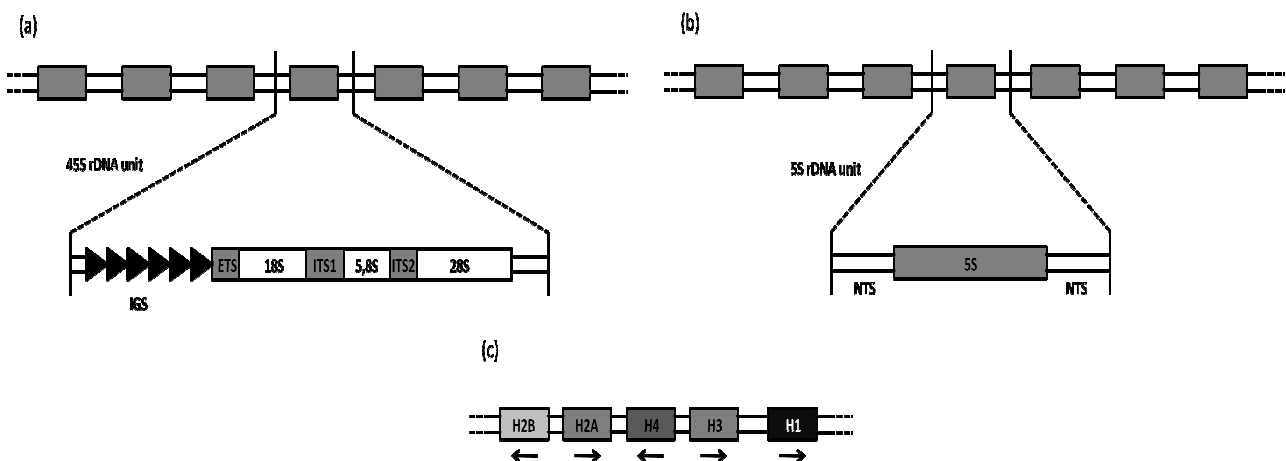 (a)
45S rDNA unit
ETS 18S ITS1 5,8S ITS2 28S
IGS
(b)
5S rDNA unit
5S
NTS NTS
(c)
H2B H2A H4 H3 H1